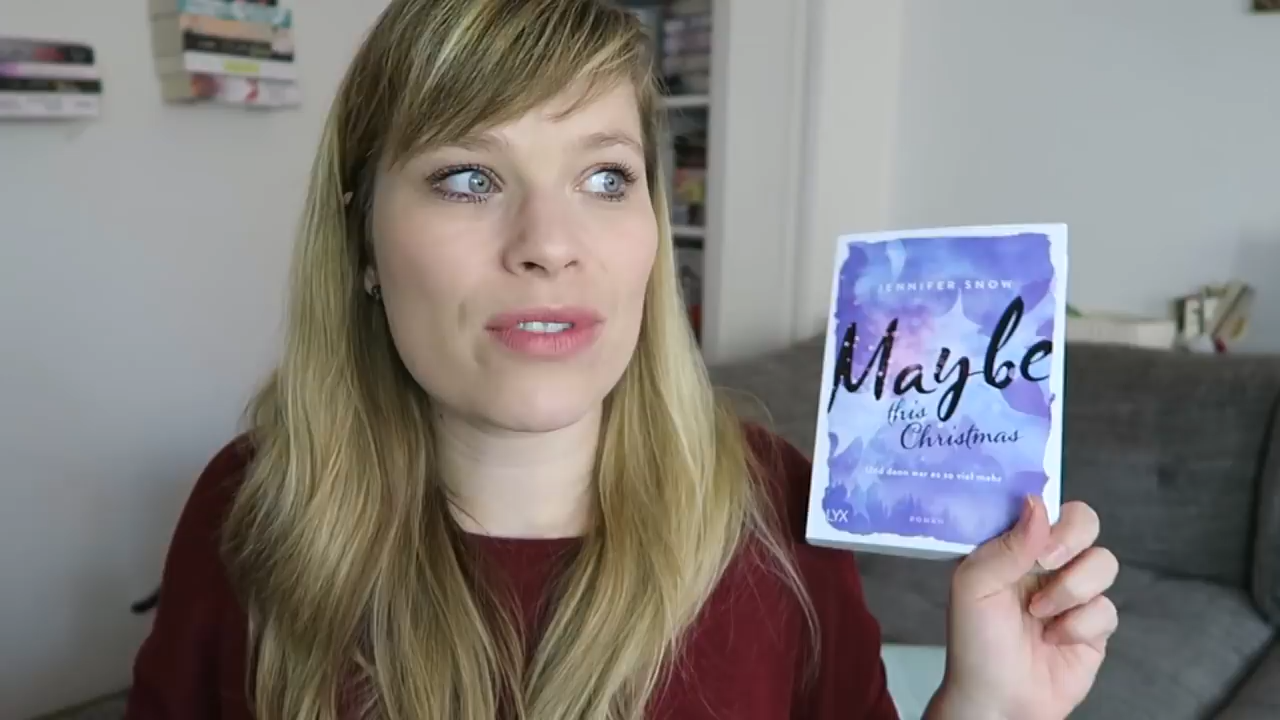 JENNIFER SNOW
Maybe
this
Christmas
Und dann war es so viel mehr
LYX
ROMAN